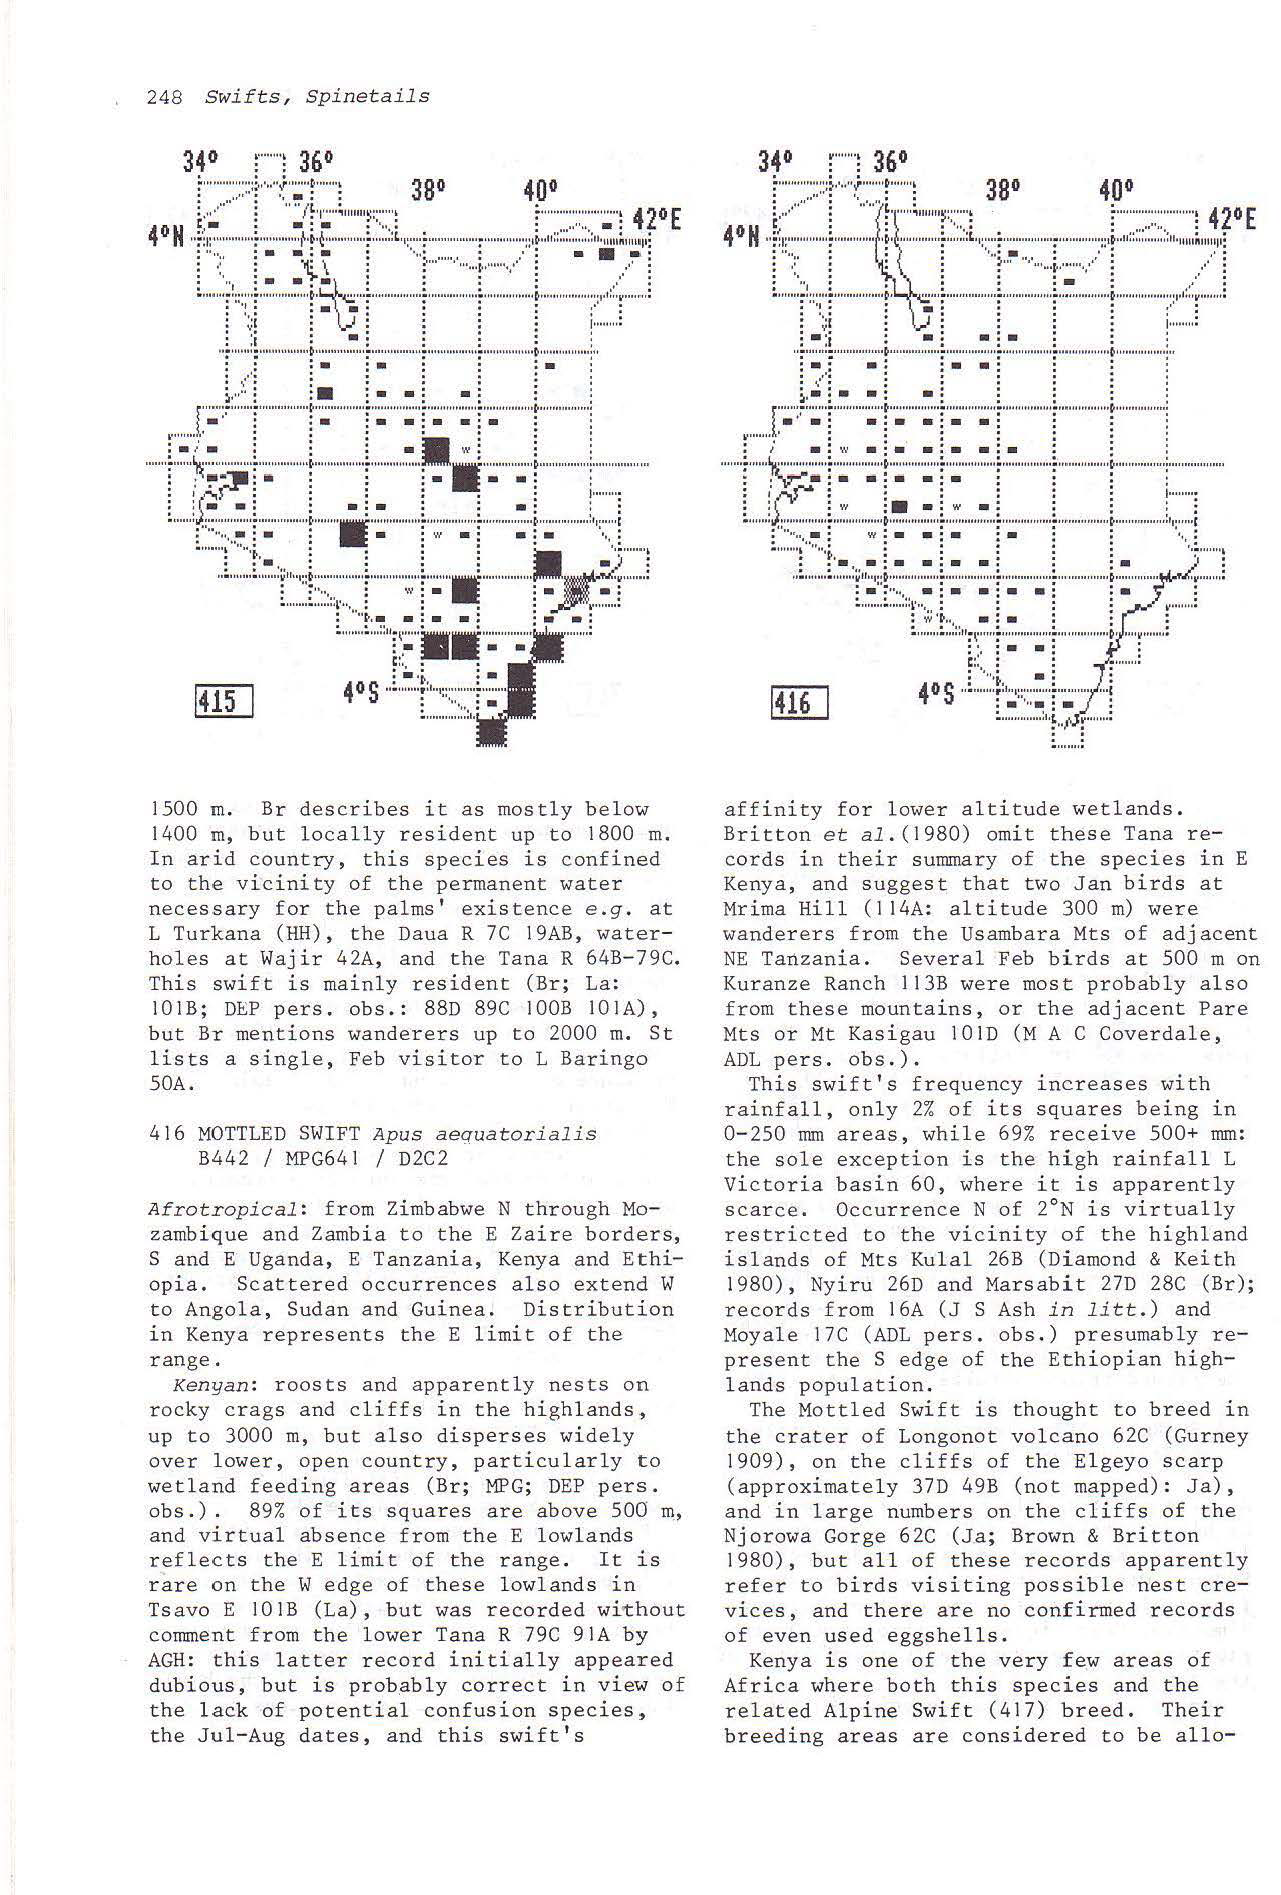 248 Swifts, Spinetails
34° 36°
38° 40°
42°E
4°N
w
w
w
w
415
4°S
34° 36°
38° 40°
42°E
4°N
w
w w
w
w
416
4°S
1500 m. Br describes it as mostly below
1400 m, but locally resident up to 1800 m.
In arid country, this species is confined
to the vicinity of the permanent water
necessary for the palms' existence e.g. at
L Turkana (HH), the Daua R 7C 19AB, water-
holes at Wajir 42A, and the Tana R 64B-79C.
This swift is mainly resident (Br; La:
101B; DEP pers. obs.: 88D 89C 100B 101A),
but Br mentions wanderers up to 2000 m. St
lists a single, Feb visitor to L Baringo
50A.
416 MOTTLED SWIFT Apus aequatorialis
B442 / MPG641 / D2C2
Afrotropical: from Zimbabwe N through Mo-
zambique and Zambia to the E Zaire borders,
S and E Uganda, E Tanzania, Kenya and Ethi-
opia. Scattered occurrences also extend W
to Angola, Sudan and Guinea. Distribution
in Kenya represents the E limit of the
range.
Kenyan: roosts and apparently nests on
rocky crags and cliffs in the highlands,
up to 3000 m, but also disperses widely
over lower, open country, particularly to
wetland feeding areas (Br; MPG; DEP pers.
obs.). 89% of its squares are above 500 m,
and virtual absence from the E lowlands
reflects the E limit of the range. It is
rare on the W edge of these lowlands in
Tsavo E 101B (La), but was recorded without
comment from the lower Tana R 79C 91A by
AGH: this latter record initially appeared
dubious, but is probably correct in view of
the lack of potential confusion species,
the Jul-Aug dates, and this swift's
affinity for lower altitude wetlands.
Britton et al.(1980) omit these Tana re-
cords in their summary of the species in E
Kenya, and suggest that two Jan birds at
Mrima Hill (114A: altitude 300 m) were
wanderers from the Usambara Mts of adjacent
NE Tanzania. Several Feb birds at 500 m on
Kuranze Ranch 113B were most probably also
from these mountains, or the adjacent Pare
Mts or Mt Kasigau 101D (M A C Coverdale,
ADL pers. obs.).
This swift's frequency increases with
rainfall, only 2% of its squares being in
0-250 mm areas, while 69% receive 500+ mm:
the sole exception is the high rainfall L
Victoria basin 60, where it is apparently
scarce. Occurrence N of 2°N is virtually
restricted to the vicinity of the highland
islands of Mts Kulal 26B (Diamond & Keith
1980), Nyiru 26D and Marsabit 27D 28C (Br);
records from 16A (J S Ash in litt.) and
Moyale 17C (ADL pers. obs.) presumably re-
present the S edge of the Ethiopian high-
lands population.
The Mottled Swift is thought to breed in
the crater of Longonot volcano 62C (Gurney
1909), on the cliffs of the Elgeyo scarp
(approximately 37D 49B (not mapped): Ja),
and in large numbers on the cliffs of the
Njorowa Gorge 62C (Ja; Brown & Britton
1980), but all of these records apparently
refer to birds visiting possible nest cre-
vices, and there are no confirmed records
of even used eggshells.
Kenya is one of the very few areas of
Africa where both this species and the
related Alpine Swift (417) breed. Their
breeding areas are considered to be allo-